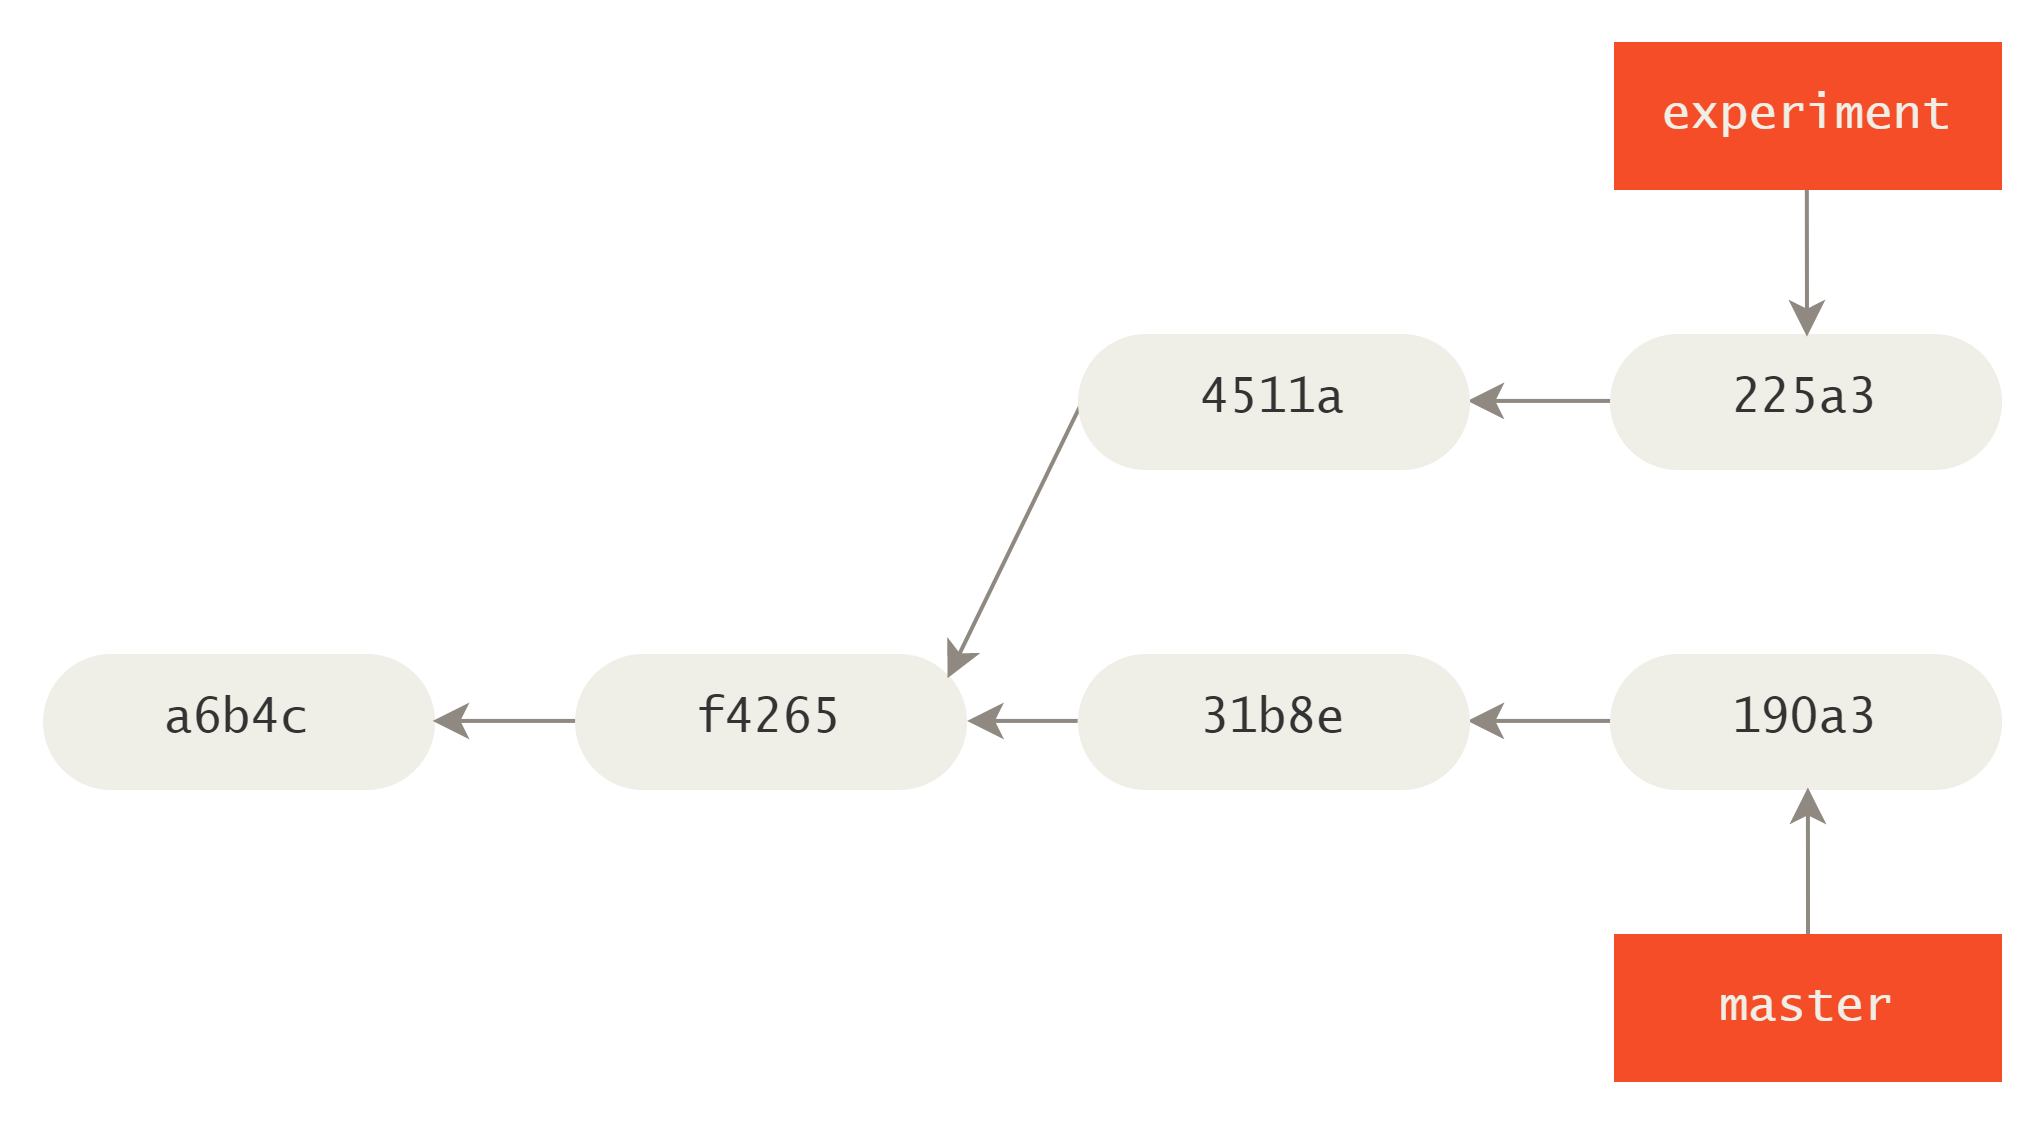 experiment
4511a
225a3
a6b4c
f4265
31b8e
190a3
master